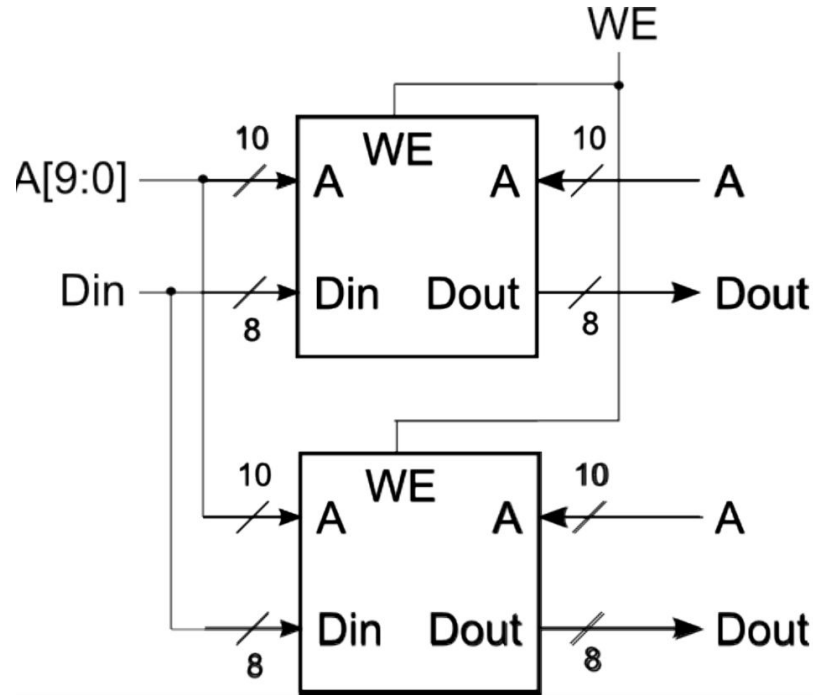 WE
10 WE 10
A[9:0] A A A
Din Din Dout Dout
8 8
10 WE 10
A A A
Din Dout Dout
8 8